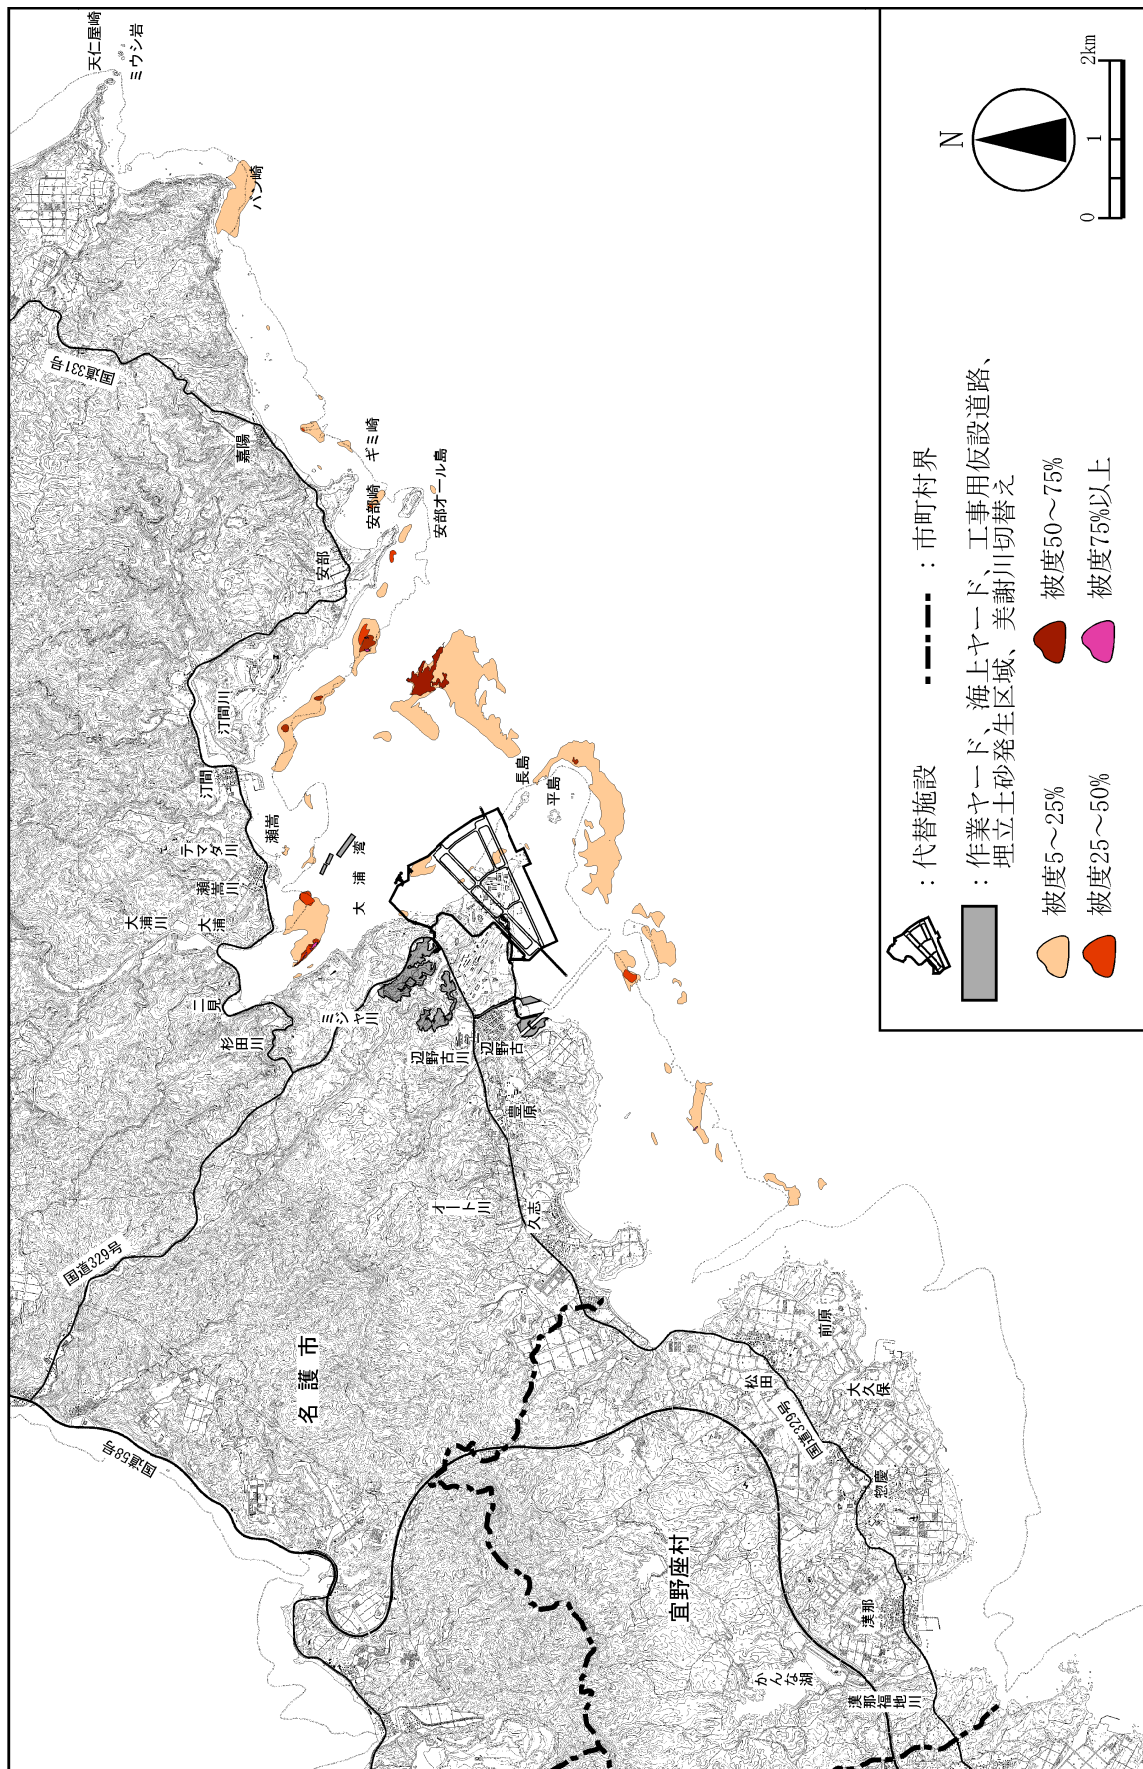 天仁屋崎
ミウシ岩
バン崎
国道331号
嘉陽
ギミ崎
安部崎
安部オール島
安部
汀間川
汀間
瀬嵩
テマダ川
瀬嵩川
大浦川
大浦
大浦湾
二見
杉田川
ミジャ川
長島
平島
辺野古川
辺野古
豊原
オート川
久志
国道329号
名護市
国道58号
松田
前原
大久保
国道329号
惣慶
宜野座村
漢那
かんな湖
漢那福地川
N
0 1 2km
：代替施設
：市町村界
：作業ヤード、海上ヤード、工事用仮設道路、
埋立土砂発生区域、美謝川切替え
被度5～25%
被度50～75%
被度25～50%
被度75%以上